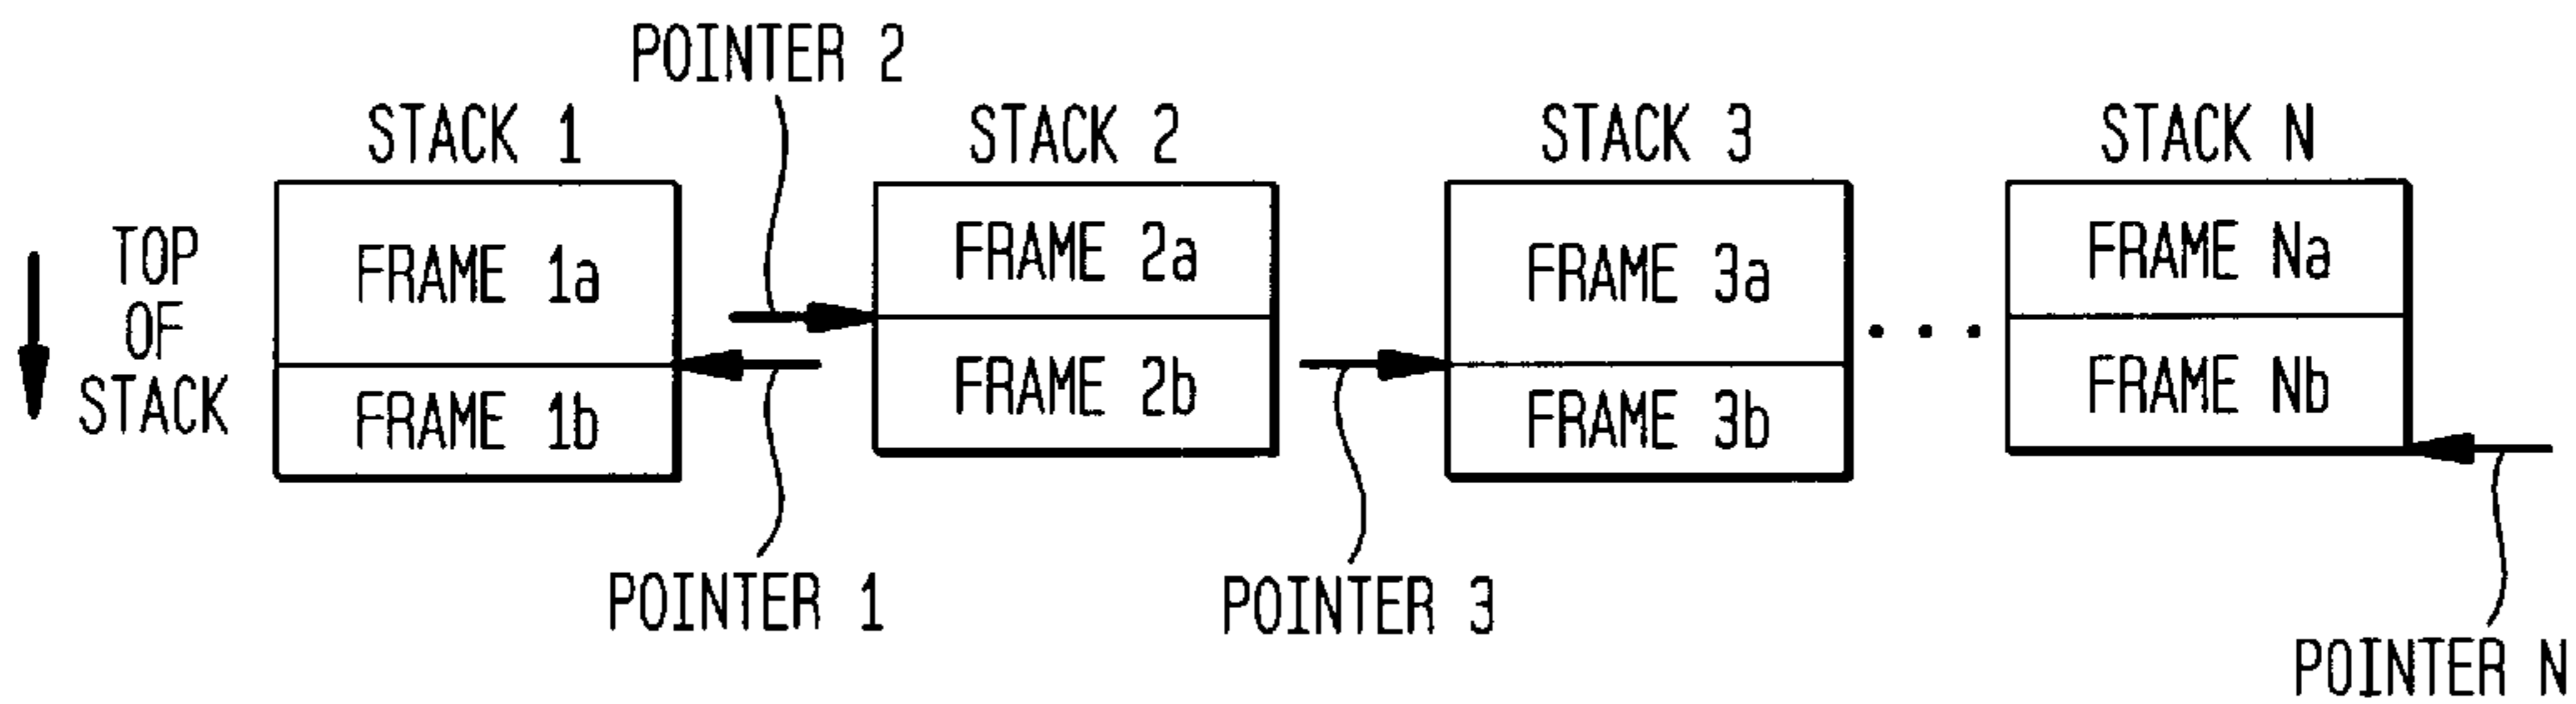 POINTER 2
STACK 1
STACK 2
STACK 3
STACK N
TOP
OF
STACK
FRAME 1a
FRAME 1b
FRAME 2a
FRAME 2b
FRAME 3a
FRAME 3b
. . .
FRAME Na
FRAME Nb
POINTER 1
POINTER 3
POINTER N